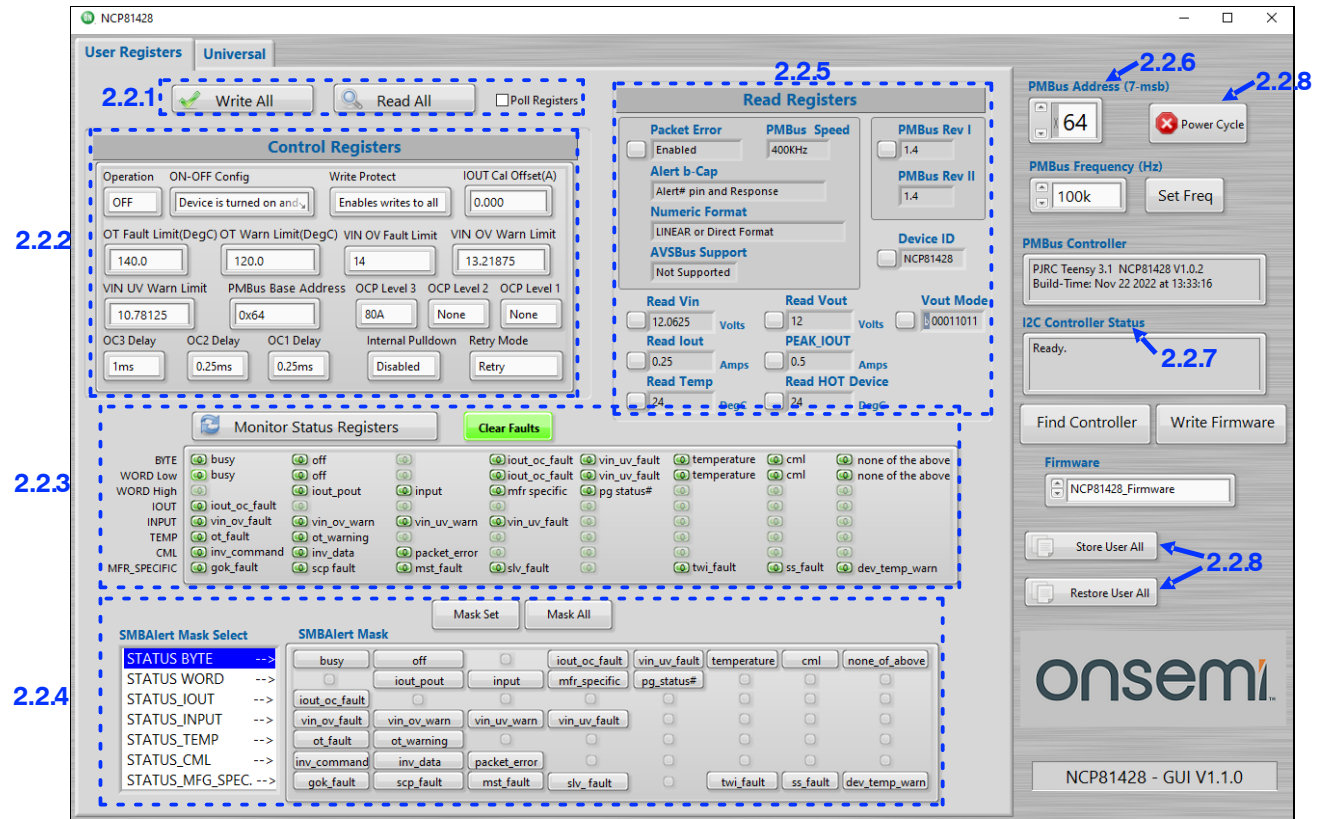 NCP81428
User Registers Universal
2.2.1 Write All Read All Poll Registers
2.2.5
Read Registers
2.2.6
2.2.8
PMBus Address (7-msb)
x 64 Power Cycle
PMBus Frequency (Hz)
100k Set Freq
2.2.2
Control Registers
Operation ON-OFF Config Write Protect IOUT Cal Offset(A)
OFF Device is turned on and Enables writes to all 0.000
OT Fault Limit(DegC) OT Warn Limit(DegC) VIN OV Fault Limit VIN OV Warn Limit
140.0 120.0 14 13.21875
VIN UV Warn Limit PMBus Base Address OCP Level 3 OCP Level 2 OCP Level 1
10.78125 0x64 80A None None
OC3 Delay OC2 Delay OC1 Delay Internal Pulldown Retry Mode
1ms 0.25ms 0.25ms Disabled Retry
Packet Error PMBus Speed PMBus Rev I
Enabled 400KHz 1.4
Alert b-Cap PMBus Rev II
Alert# pin and Response 1.4
Numeric Format
LINEAR or Direct Format
AVSBus Support Device ID
Not Supported NCP81428
Read Vin Read Vout Vout Mode
12.0625 Volts 12 Volts b 00011011
Read Iout PEAK_IOUT
0.25 Amps 0.5 Amps
Read Temp Read HOT Device
24 DegC 24 DegC
PMBus Controller
PJRC Teensy 3.1 NCP81428 V1.0.2
Build-Time: Nov 22 2022 at 13:33:16
I2C Controller Status
Ready.
2.2.7
Find Controller Write Firmware
Firmware
NCP81428_Firmware
Store User All
2.2.8
Restore User All
onsemi
NCP81428 - GUI V1.1.0
2.2.3
Monitor Status Registers Clear Faults
BYTE busy off iout_oc_fault vin_uv_fault temperature cml none of the above
WORD Low busy off iout_oc_fault vin_uv_fault temperature cml none of the above
WORD High iout_pout input mfr specific pg status#
IOUT iout_oc_fault
INPUT vin_ov_fault vin_ov_warn vin_uv_warn vin_uv_fault
TEMP ot_fault ot_warning
CML inv_command inv_data packet_error
MFR_SPECIFIC gok_fault scp fault mst_fault slv_fault twi_fault ss_fault dev_temp_warn
2.2.4
Mask Set Mask All
SMBAlert Mask Select SMBAlert Mask
STATUS BYTE --> busy off iout_oc_fault vin_uv_fault temperature cml none_of_above
STATUS WORD --> iout_pout input mfr_specific pg_status#
STATUS_IOUT --> iout_oc_fault
STATUS_INPUT --> vin_ov_fault vin_ov_warn vin_uv_warn vin_uv_fault
STATUS_TEMP --> ot_fault ot_warning
STATUS_CML --> inv_command inv_data packet_error
STATUS_MFG_SPEC. --> gok_fault scp_fault mst_fault slv_ fault twi_fault ss_fault dev_temp_warn